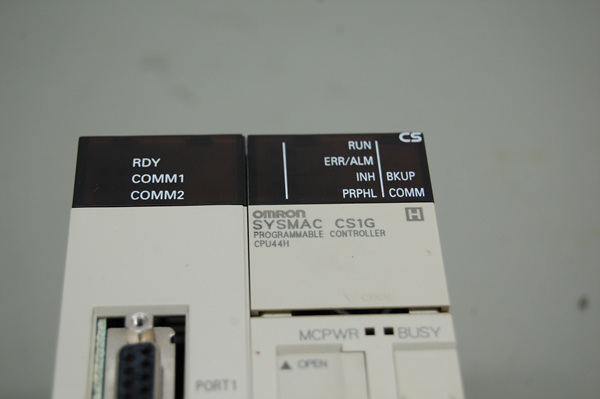 RDY
COMM1
COMM2
CS
RUN
ERR/ALM
INH BKUP
PRPHL COMM
OMRON H
SYSMAC CS1G
PROGRAMMABLE CONTROLLER
CPU44H
MCPWR BUSY
▲ OPEN
PORT1